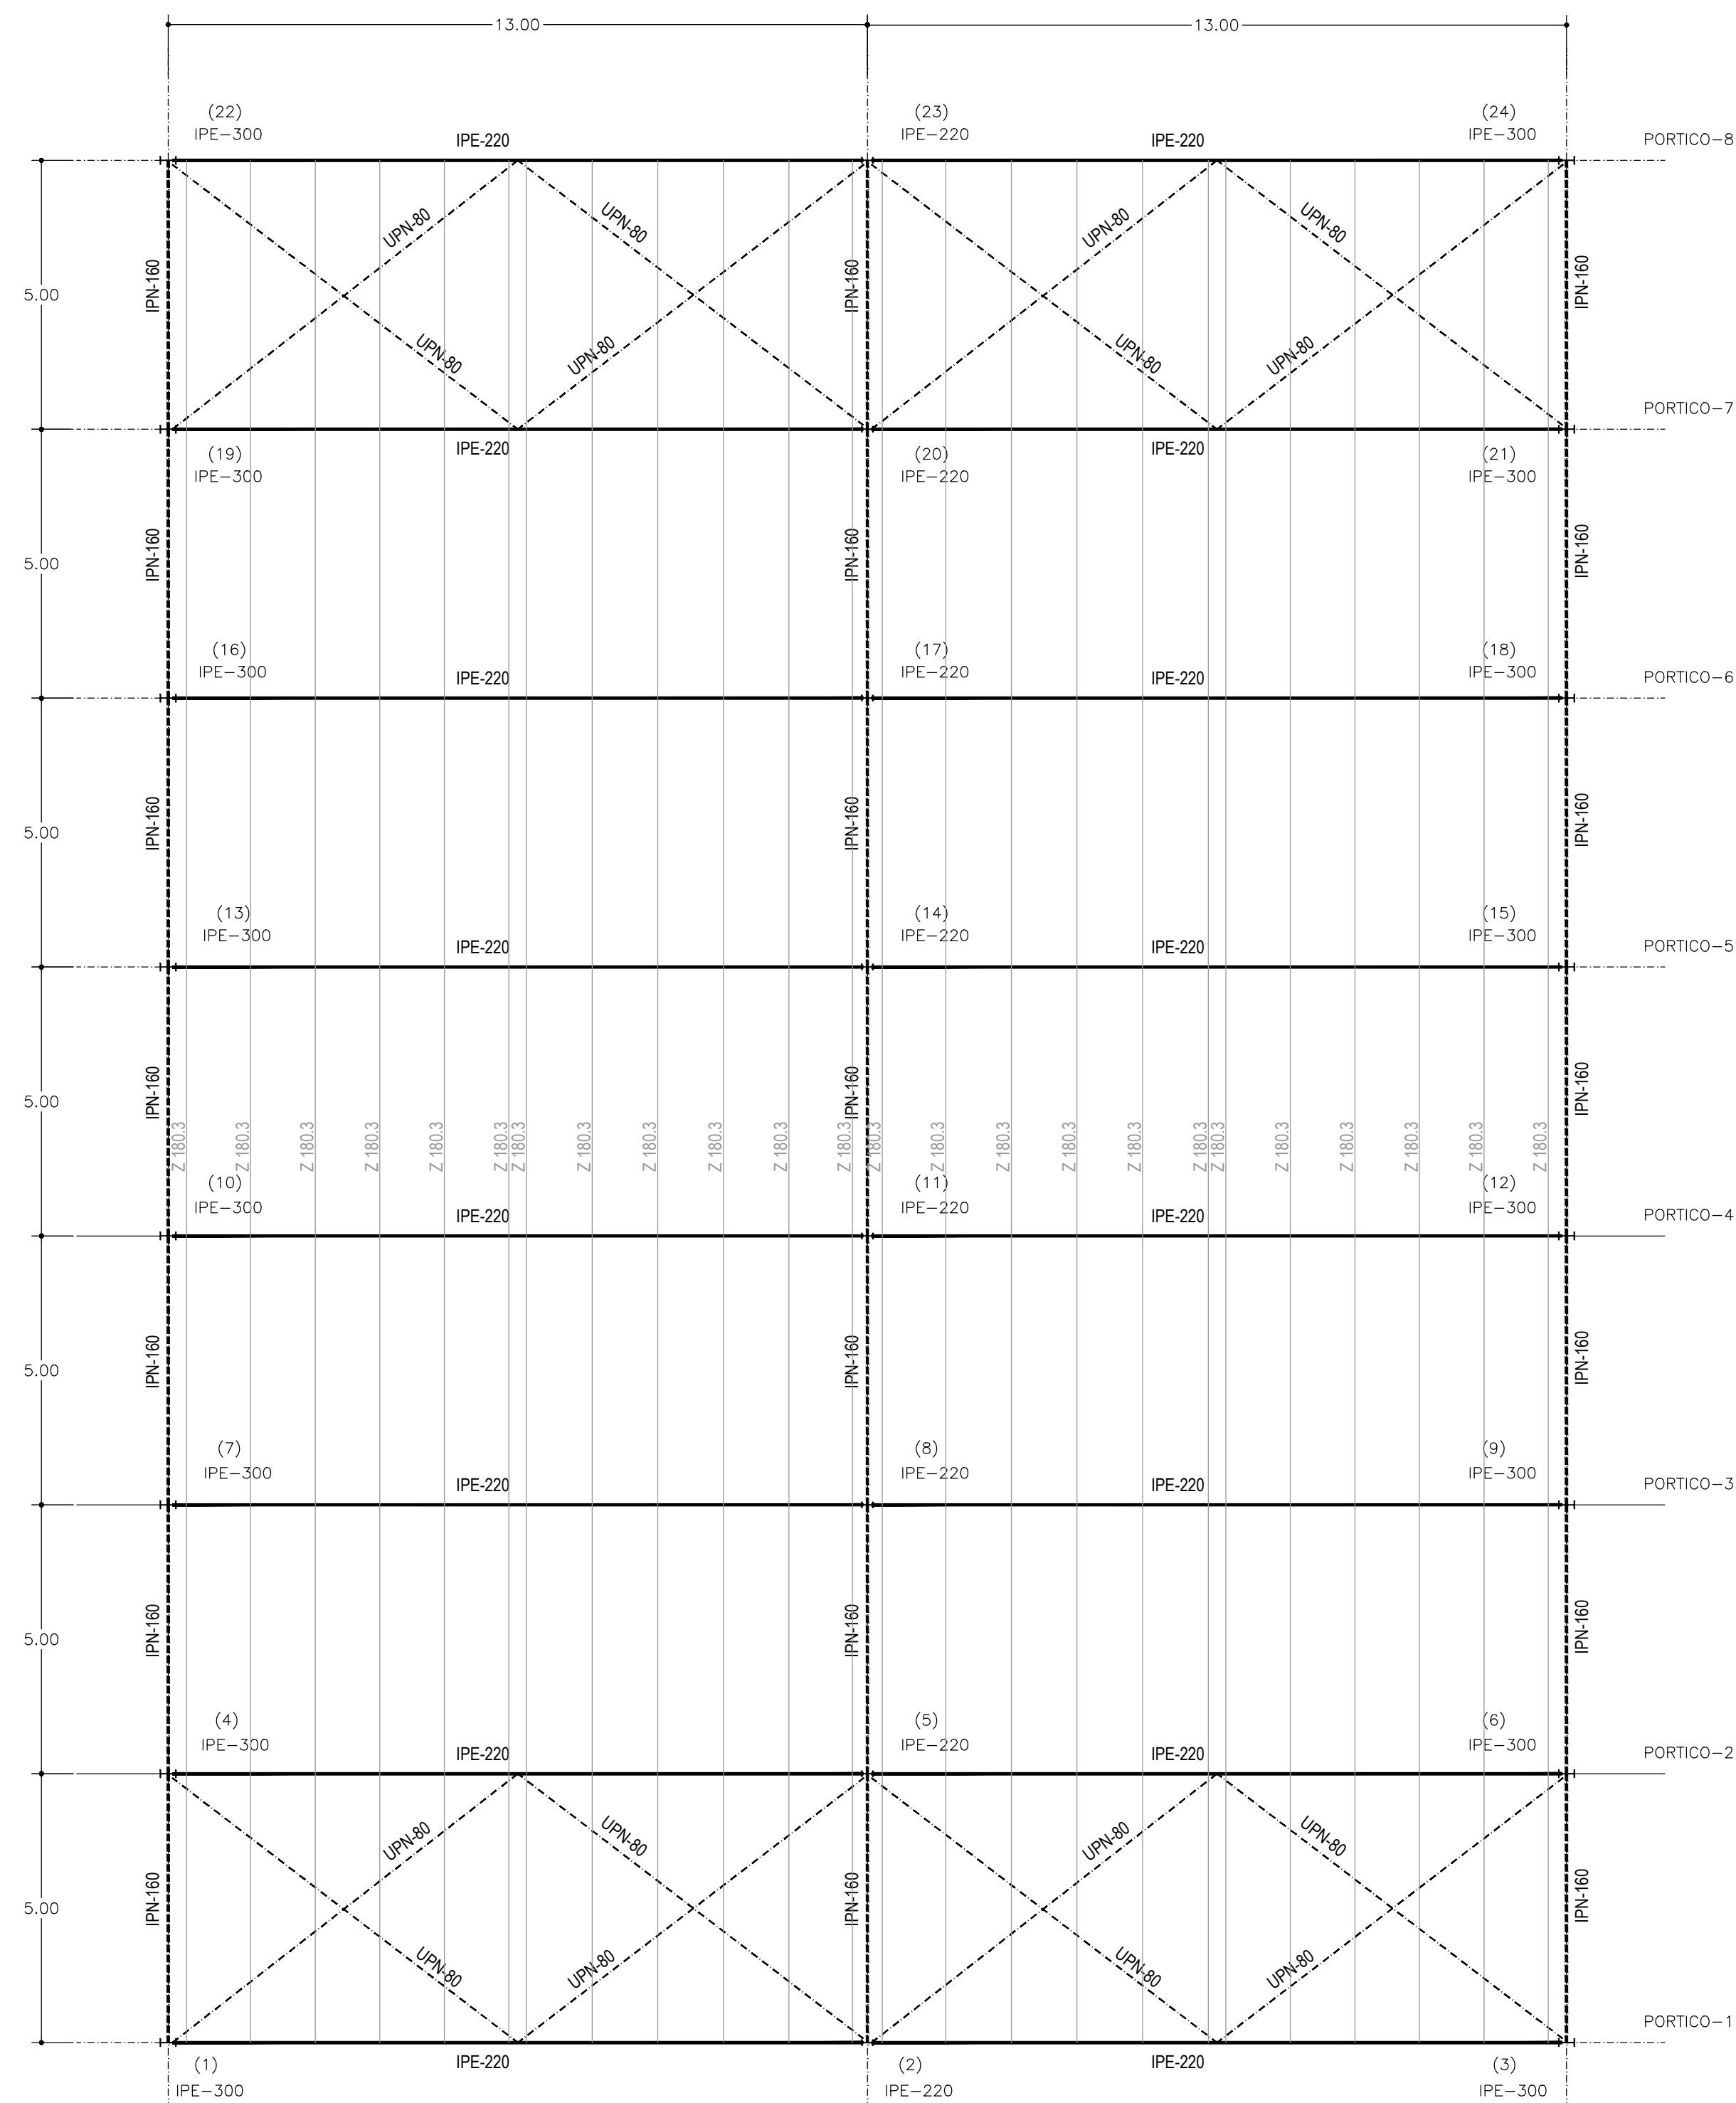 13.00 13.00
(22) (23) (24)
IPE-300 IPE-220 IPE-220 IPE-220 IPE-300 PORTICO-8
UPN-80 UPN-80 UPN-80 UPN-80
5.00 IPN-160 IPN-160 IPN-160
UPN-80 UPN-80 UPN-80 UPN-80
PORTICO-7
IPE-220 IPE-220
(19) (20) (21)
IPE-300 IPE-220 IPE-300
5.00 IPN-160 IPN-160 IPN-160
(16) (17) (18)
IPE-300 IPE-220 IPE-220 IPE-220 IPE-300 PORTICO-6
5.00 IPN-160 IPN-160 IPN-160
(13) (14) (15)
IPE-300 IPE-220 IPE-300
IPE-220 IPE-220 PORTICO-5
5.00 IPN-160 IPN-160 IPN-160
Z 180.3 Z 180.3 Z 180.3 Z 180.3 Z 180.3 Z 180.3 Z 180.3 Z 180.3 Z 180.3 Z 180.3 Z 180.3 Z 180.3 Z 180.3 Z 180.3 Z 180.3 Z 180.3 Z 180.3 Z 180.3 Z 180.3 Z 180.3 Z 180.3 Z 180.3 Z 180.3 Z 180.3
(10) (11) (12)
IPE-300 IPE-220 IPE-220 IPE-220 IPE-300 PORTICO-4
5.00 IPN-160 IPN-160 IPN-160
(7) (8) (9)
IPE-300 IPE-220 IPE-300
IPE-220 IPE-220 PORTICO-3
5.00 IPN-160 IPN-160 IPN-160
(4) (5) (6)
IPE-300 IPE-220 IPE-300
IPE-220 IPE-220 PORTICO-2
UPN-80 UPN-80 UPN-80 UPN-80
5.00 IPN-160 IPN-160 IPN-160
UPN-80 UPN-80 UPN-80 UPN-80
PORTICO-1
(1) IPE-220 (2) IPE-220 (3)
IPE-300 IPE-220 IPE-300